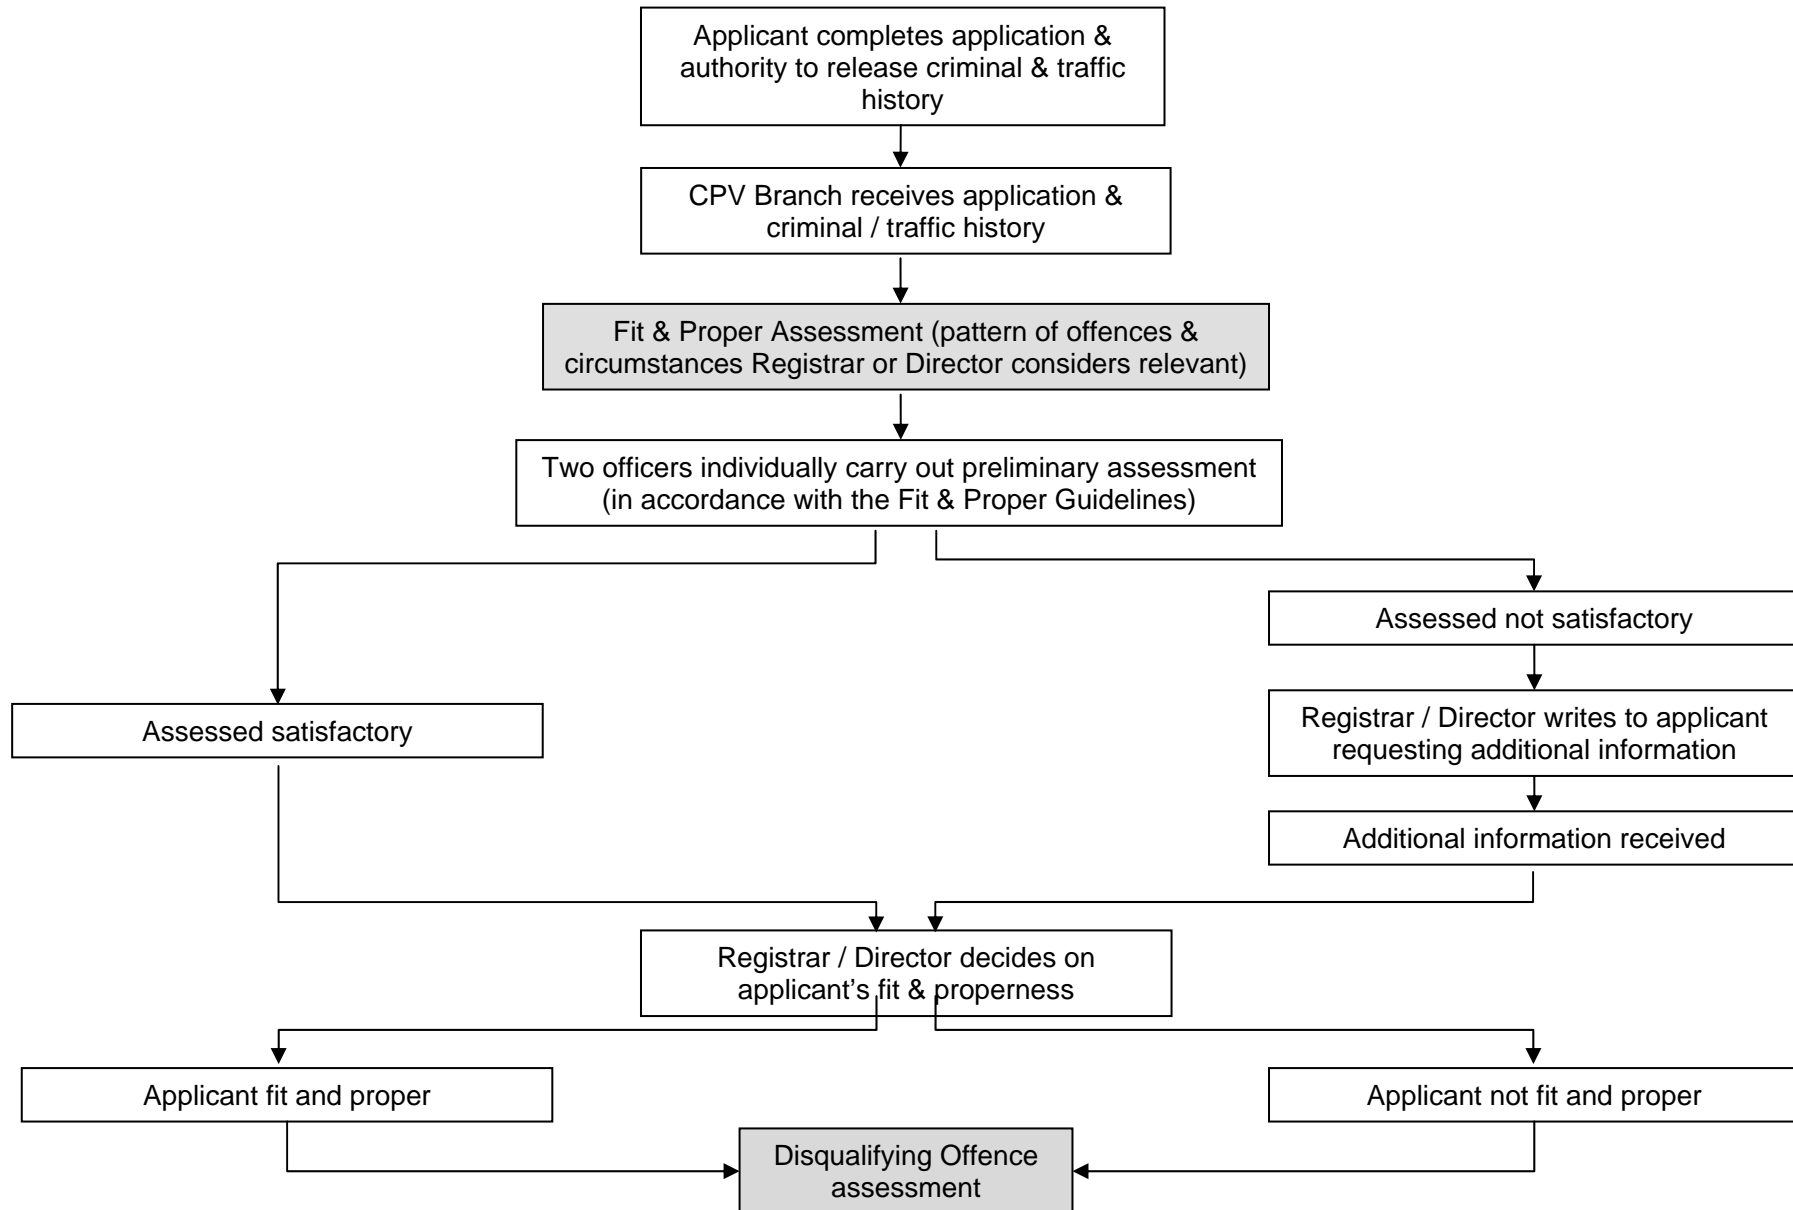 Applicant completes application &
authority to release criminal & traffic
history
CPV Branch receives application &
criminal / traffic history
Fit & Proper Assessment (pattern of offences &
circumstances Registrar or Director considers relevant)
Two officers individually carry out preliminary assessment
(in accordance with the Fit & Proper Guidelines)
Assessed not satisfactory
Assessed satisfactory
Registrar / Director writes to applicant
requesting additional information
Additional information received
Registrar / Director decides on
applicant’s fit & properness
Applicant fit and proper
Applicant not fit and proper
Disqualifying Offence
assessment